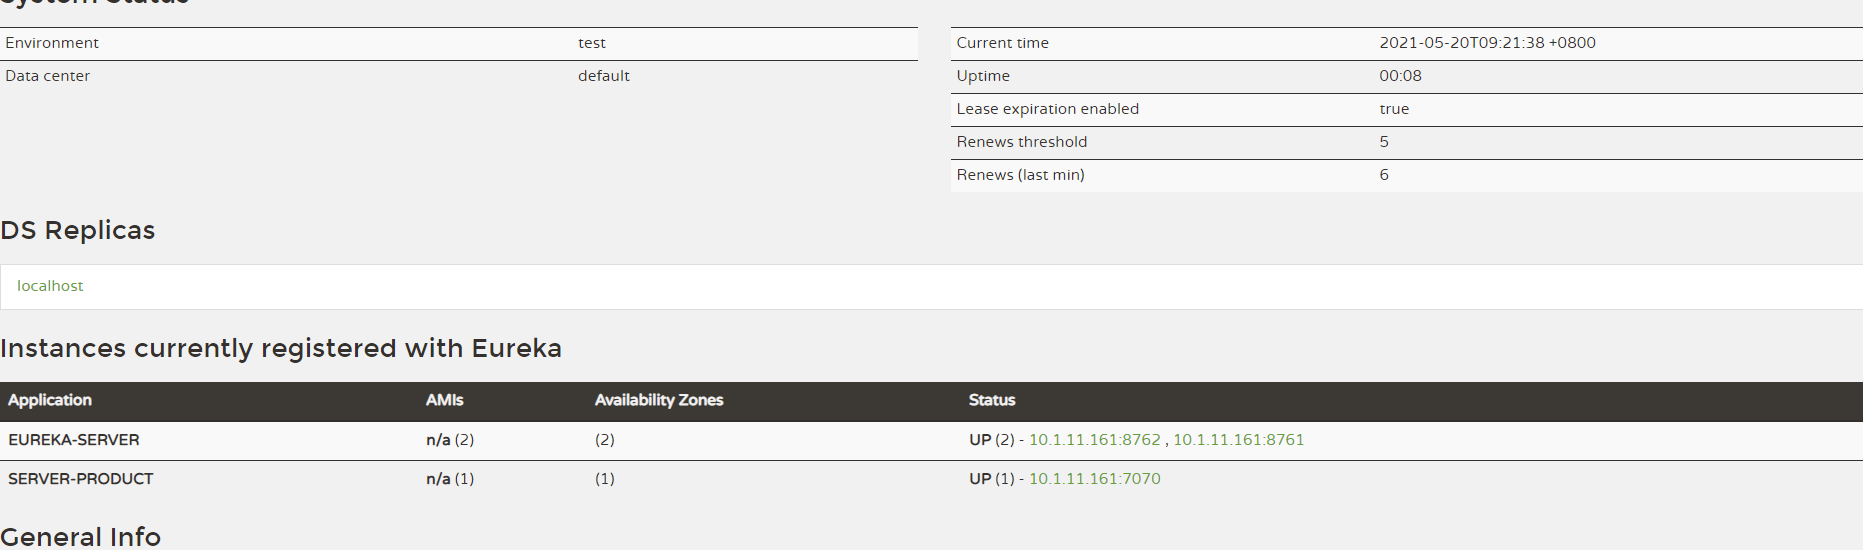 System Status
Environment test
Data center default
Current time 2021-05-20T09:21:38 +0800
Uptime 00:08
Lease expiration enabled true
Renews threshold 5
Renews (last min) 6
DS Replicas
localhost
Instances currently registered with Eureka
Application AMIs Availability Zones Status
EUREKA-SERVER n/a (2) (2) UP (2) - 10.1.11.161:8762 , 10.1.11.161:8761
SERVER-PRODUCT n/a (1) (1) UP (1) - 10.1.11.161:7070
General Info